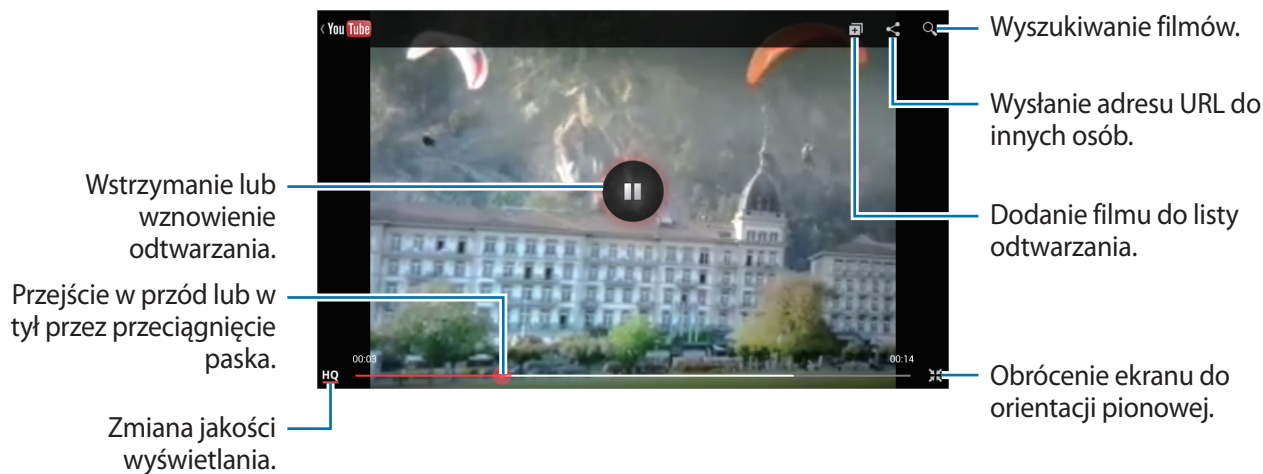 You Tube
Wyszukiwanie filmów.
Wysłanie adresu URL do
innych osób.
Wstrzymanie lub
wznowienie
odtwarzania.
Dodanie filmu do listy
odtwarzania.
Przejście w przód lub w
tył przez przeciągnięcie
paska.
00:03
00:14
HQ
Obrócenie ekranu do
orientacji pionowej.
Zmiana jakości
wyświetlania.